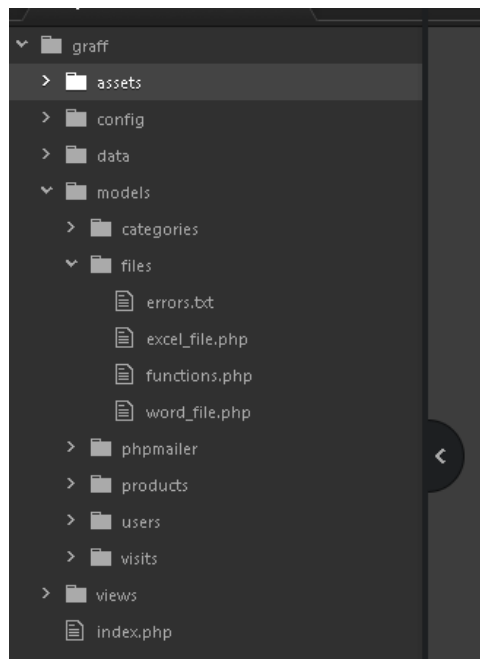 graff
assets
config
data
models
categories
files
errors.txt
excel_file.php
functions.php
word_file.php
phpmailer
products
users
visits
views
index.php